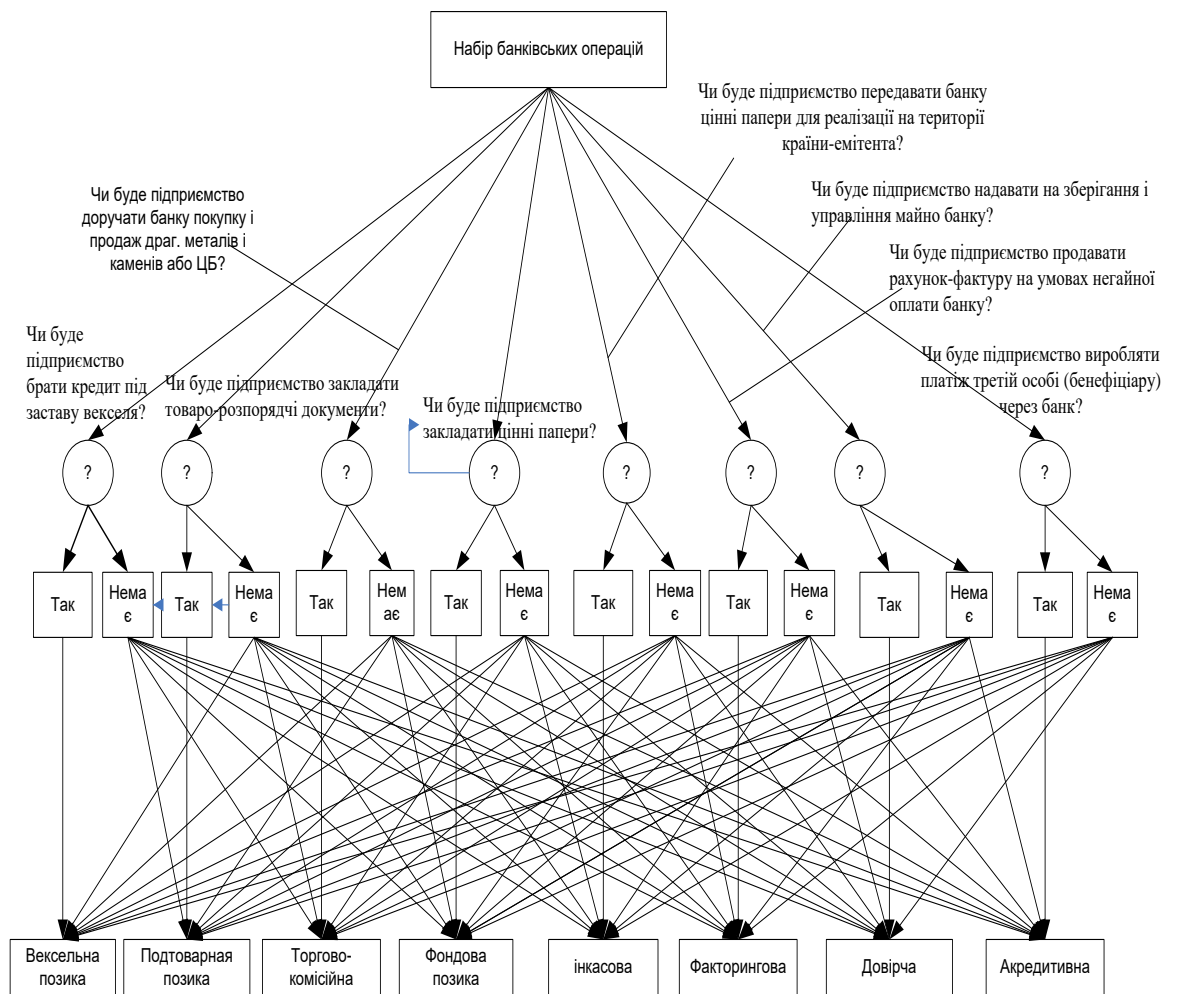 Набір банківських операцій
Чи буде підприємство передавати банку
цінні папери для реалізації на території
країни-емітента?
Чи буде підприємство
доручати банку покупку і
продаж драг. металів і
каменів або ЦБ?
Чи буде підприємство надавати на зберігання і
управління майно банку?
Чи буде підприємство продавати
рахунок-фактуру на умовах негайної
оплати банку?
Чи буде
підприємство
брати кредит під
заставу векселя?
Чи буде підприємство закладати
товаро-розпорядчі документи?
Чи буде підприємство
закладати цінні папери?
Чи буде підприємство виробляти
платіж третій особі (бенефіціару)
через банк?
? ? ? ? ? ? ? ?
Так
Нема
є
Так
Нема
є
Так
Нем
ає
Так
Нема
є
Так
Нема
є
Так
Нема
є
Так
Нема
є
Так
Нема
є
Вексельна
позика
Подтоварная
позика
Торгово-
комісійна
Фондова
позика
інкасова
Факторингова
Довірча
Акредитивна